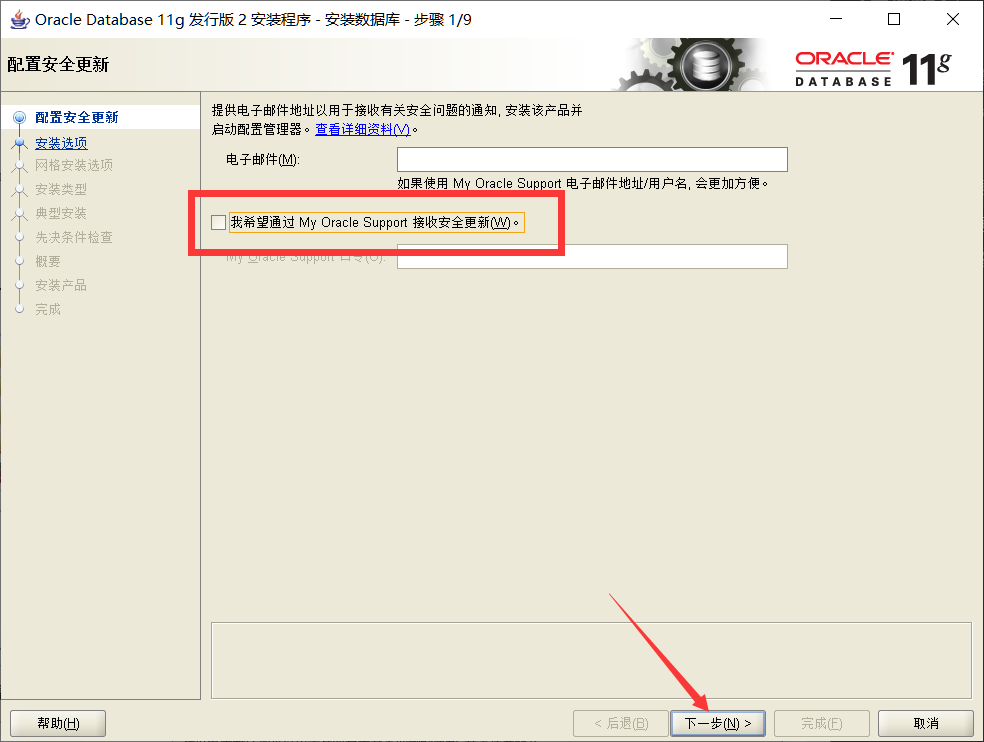 Oracle Database 11g 发行版 2 安装程序 - 安装数据库 - 步骤 1/9
配置安全更新
ORACLE
DATABASE 11g
配置安全更新
安装选项
网格安装选项
安装类型
典型安装
先决条件检查
概要
安装产品
完成
提供电子邮件地址以用于接收有关安全问题的通知, 安装该产品并
启动配置管理器。查看详细资料(V)。
电子邮件(M):
如果使用 My Oracle Support 电子邮件地址/用户名, 会更加方便。
我希望通过 My Oracle Support 接收安全更新(W)。
My Oracle Support 口令(O):
帮助(H)
< 后退(B)
下一步(N) >
完成(F)
取消